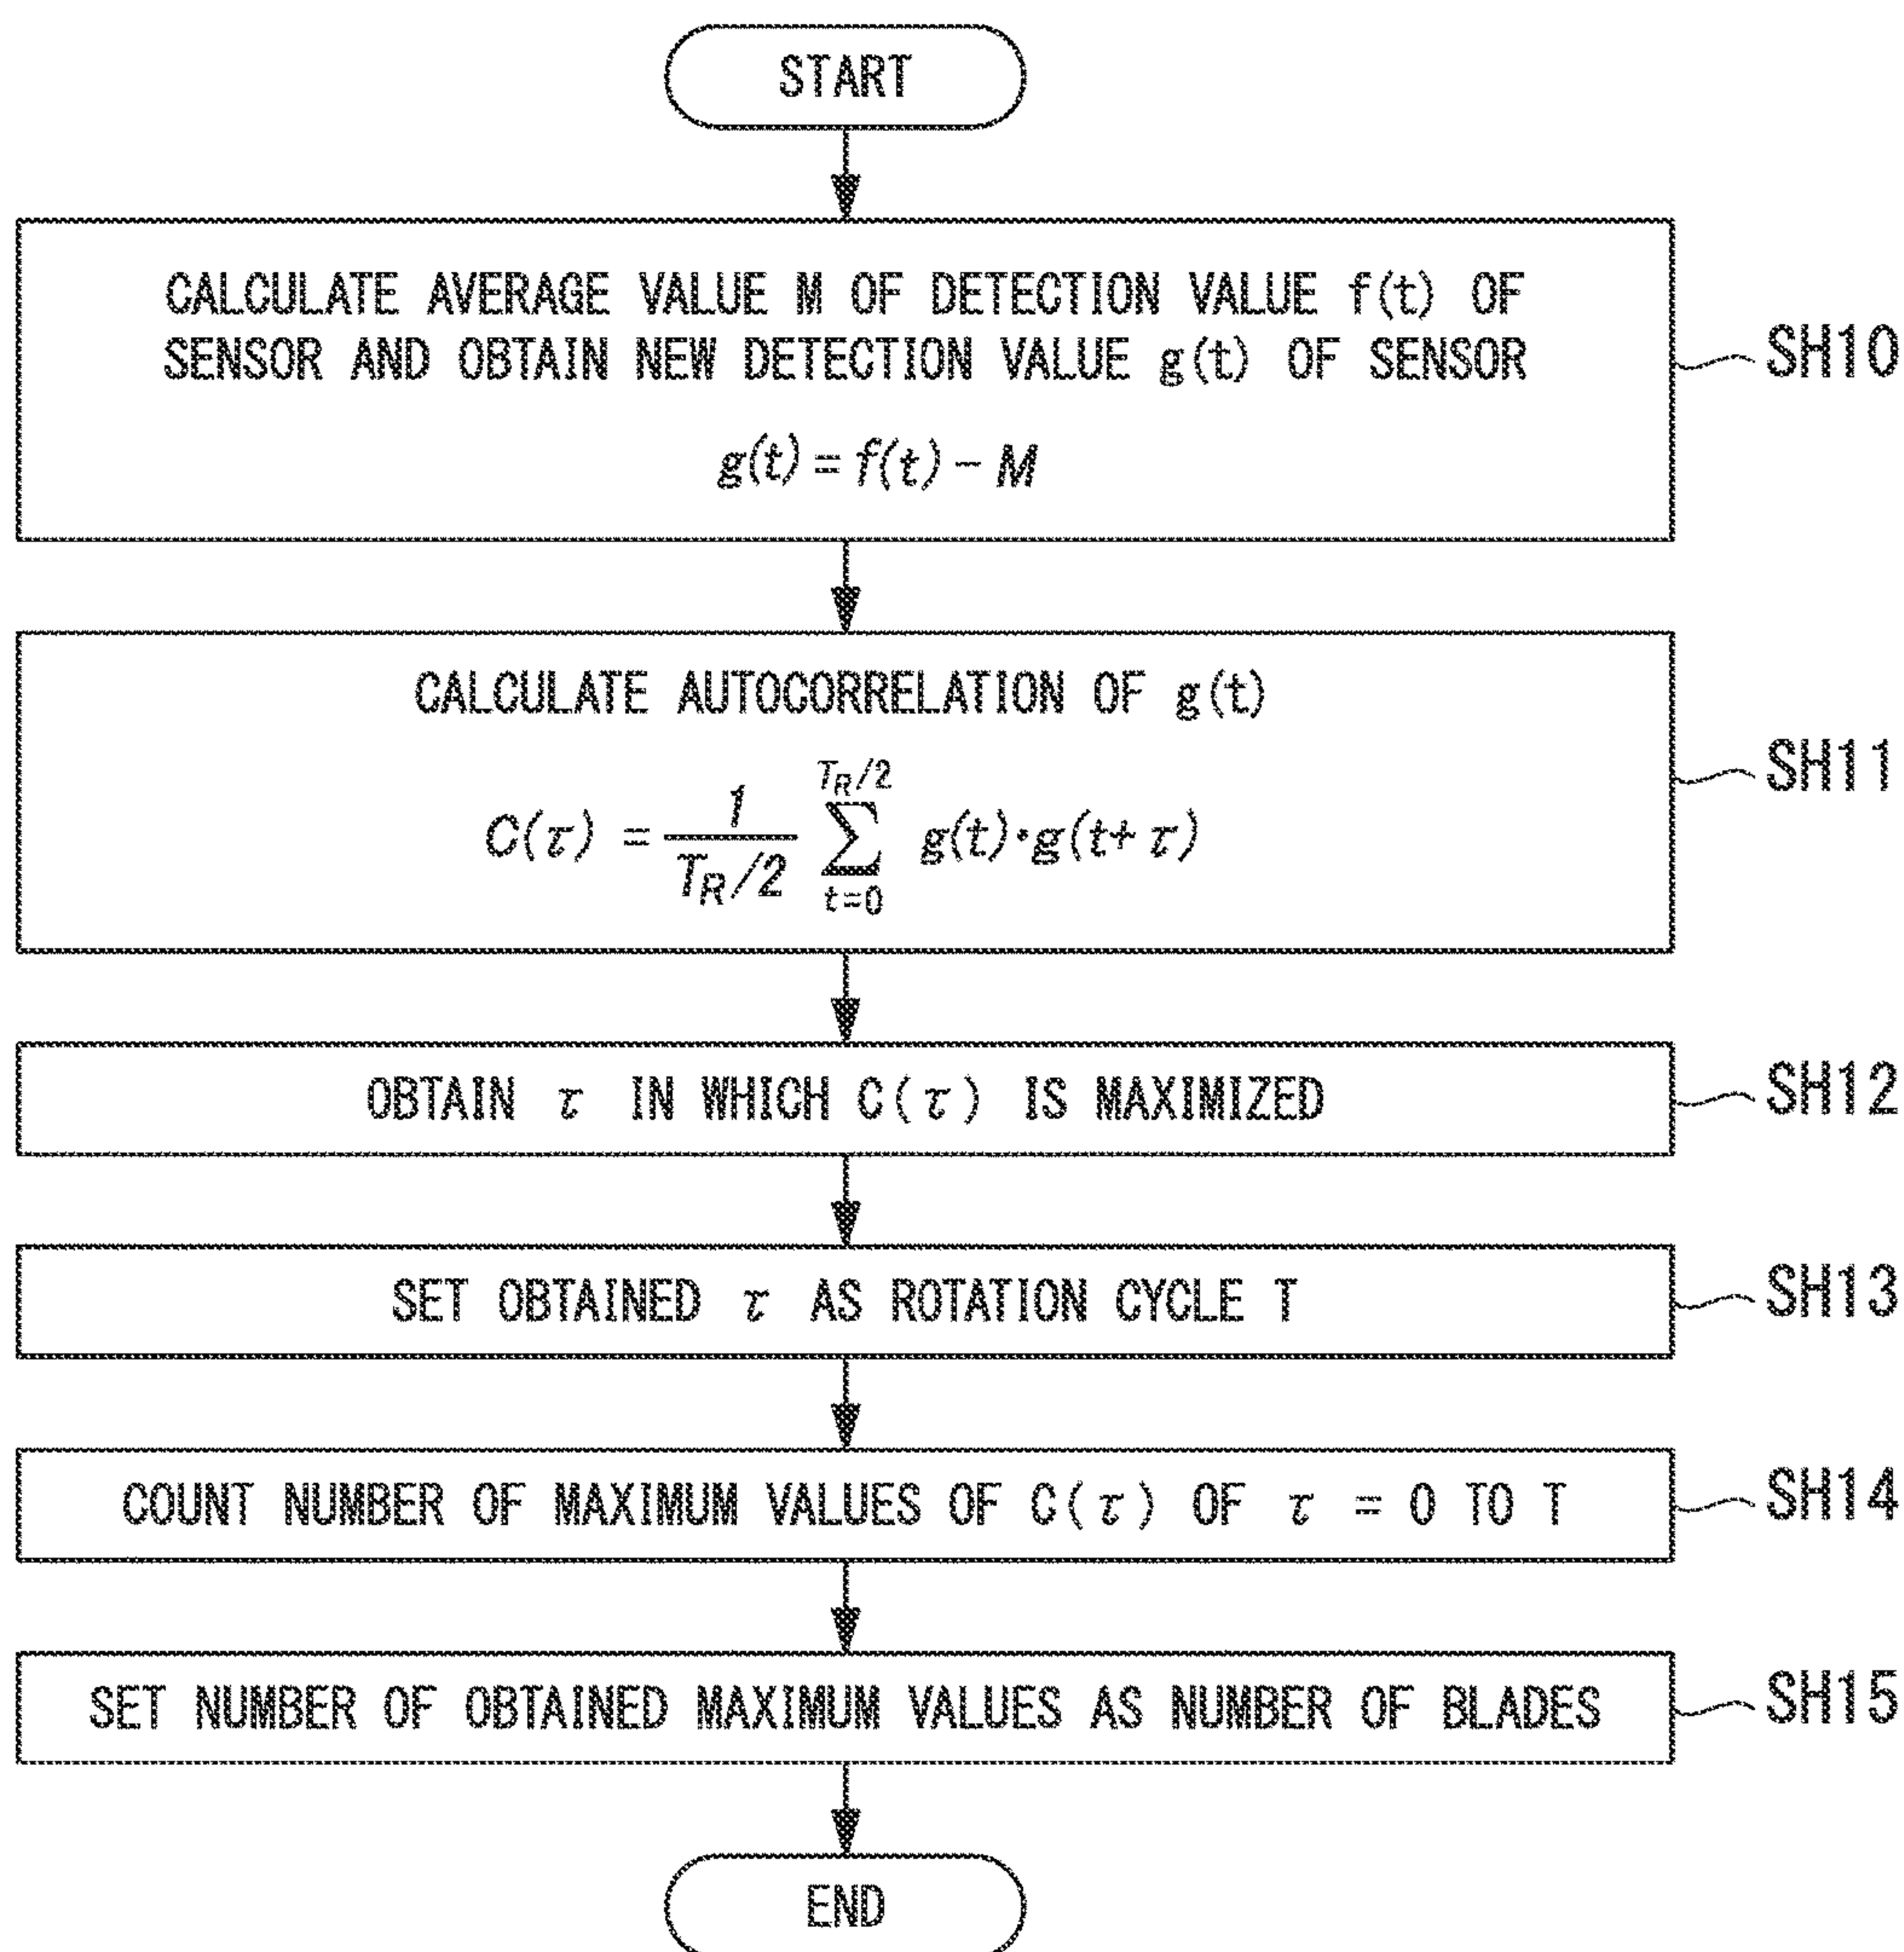 START
CALCULATE AVERAGE VALUE M OF DETECTION VALUE f(t) OF
SENSOR AND OBTAIN NEW DETECTION VALUE g(t) OF SENSOR
g(t) = f(t) − M
SH10
CALCULATE AUTOCORRELATION OF g(t)
C(τ) = 1/(T_R/2) ∑_{t=0}^{T_R/2} g(t)·g(t+τ)
SH11
OBTAIN τ IN WHICH C(τ) IS MAXIMIZED
SH12
SET OBTAINED τ AS ROTATION CYCLE T
SH13
COUNT NUMBER OF MAXIMUM VALUES OF C(τ) OF τ = 0 TO T
SH14
SET NUMBER OF OBTAINED MAXIMUM VALUES AS NUMBER OF BLADES
SH15
END